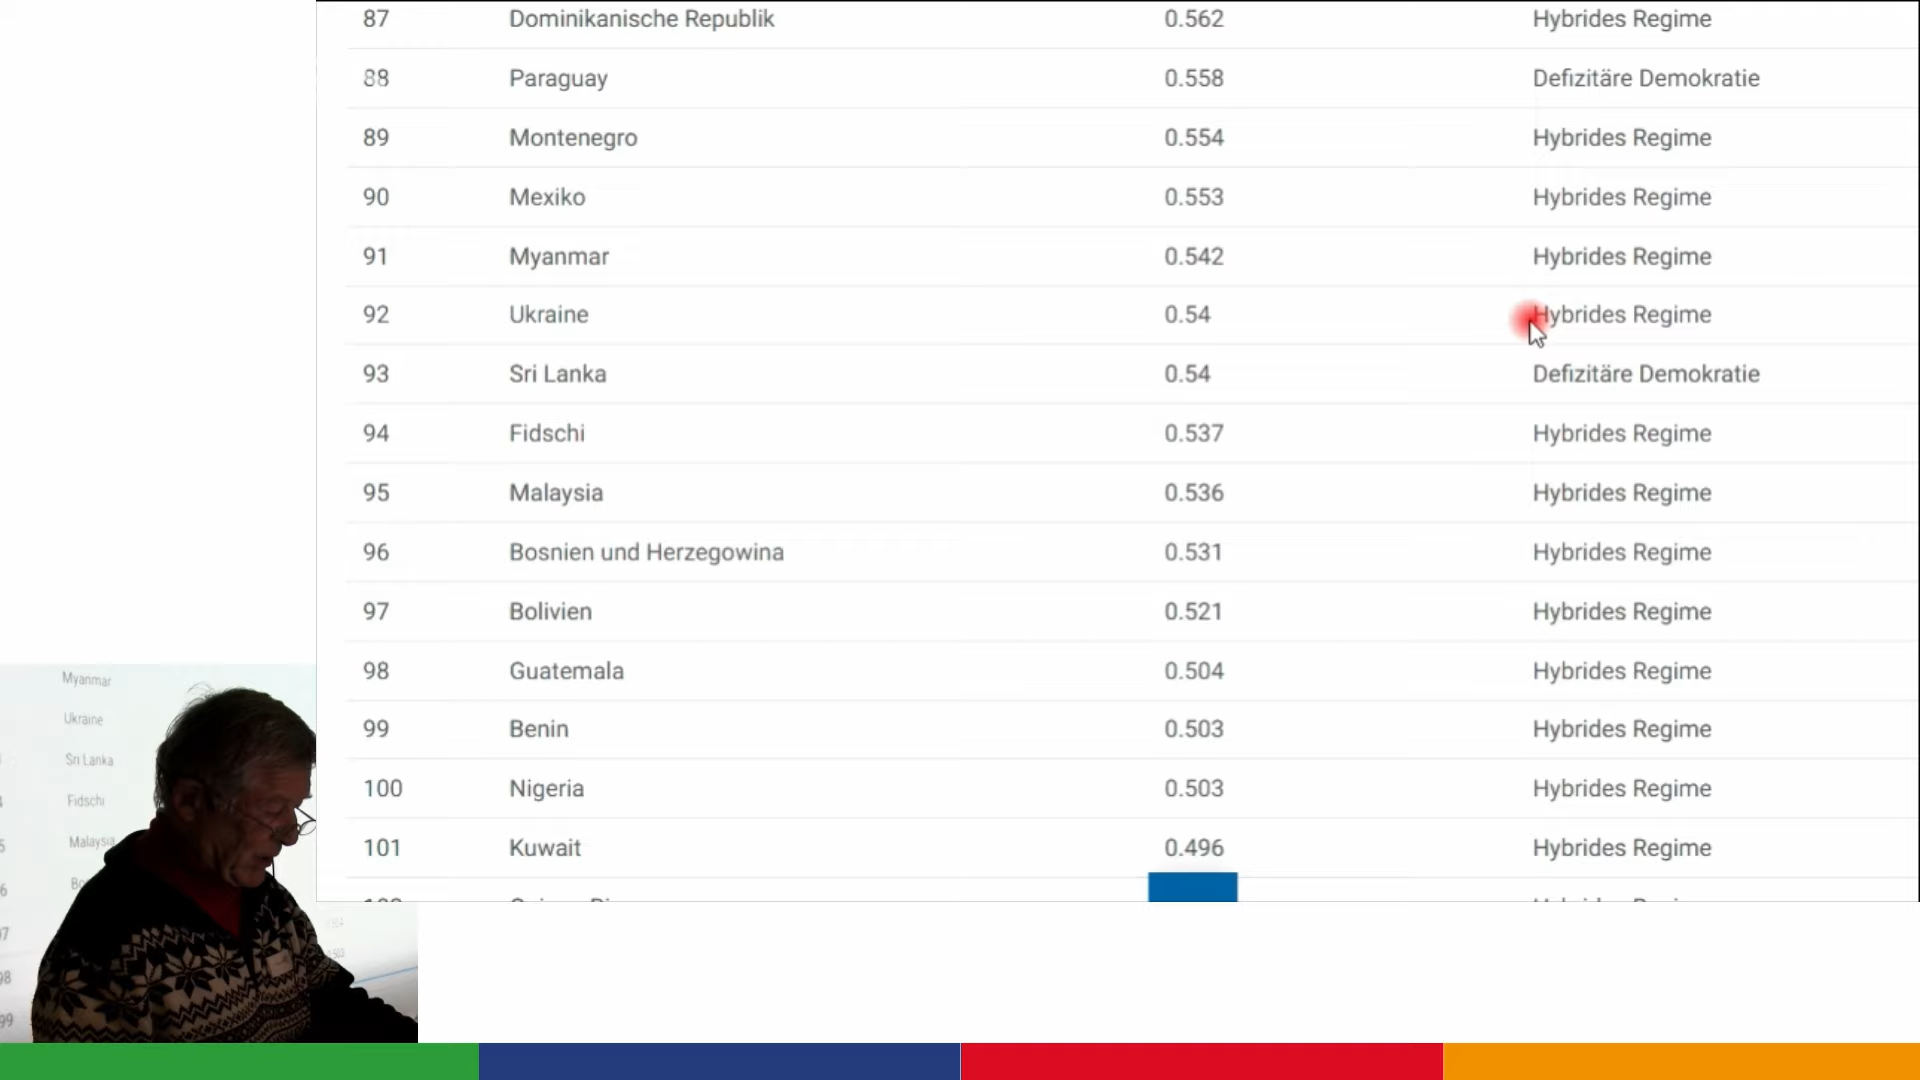 87 Dominikanische Republik 0.562 Hybrides Regime
88 Paraguay 0.558 Defizitäre Demokratie
89 Montenegro 0.554 Hybrides Regime
90 Mexiko 0.553 Hybrides Regime
91 Myanmar 0.542 Hybrides Regime
92 Ukraine 0.54 Hybrides Regime
93 Sri Lanka 0.54 Defizitäre Demokratie
94 Fidschi 0.537 Hybrides Regime
95 Malaysia 0.536 Hybrides Regime
96 Bosnien und Herzegowina 0.531 Hybrides Regime
97 Bolivien 0.521 Hybrides Regime
98 Guatemala 0.504 Hybrides Regime
99 Benin 0.503 Hybrides Regime
100 Nigeria 0.503 Hybrides Regime
101 Kuwait 0.496 Hybrides Regime
Myanmar
Ukraine
Sri Lanka
Fidschi
Malaysia